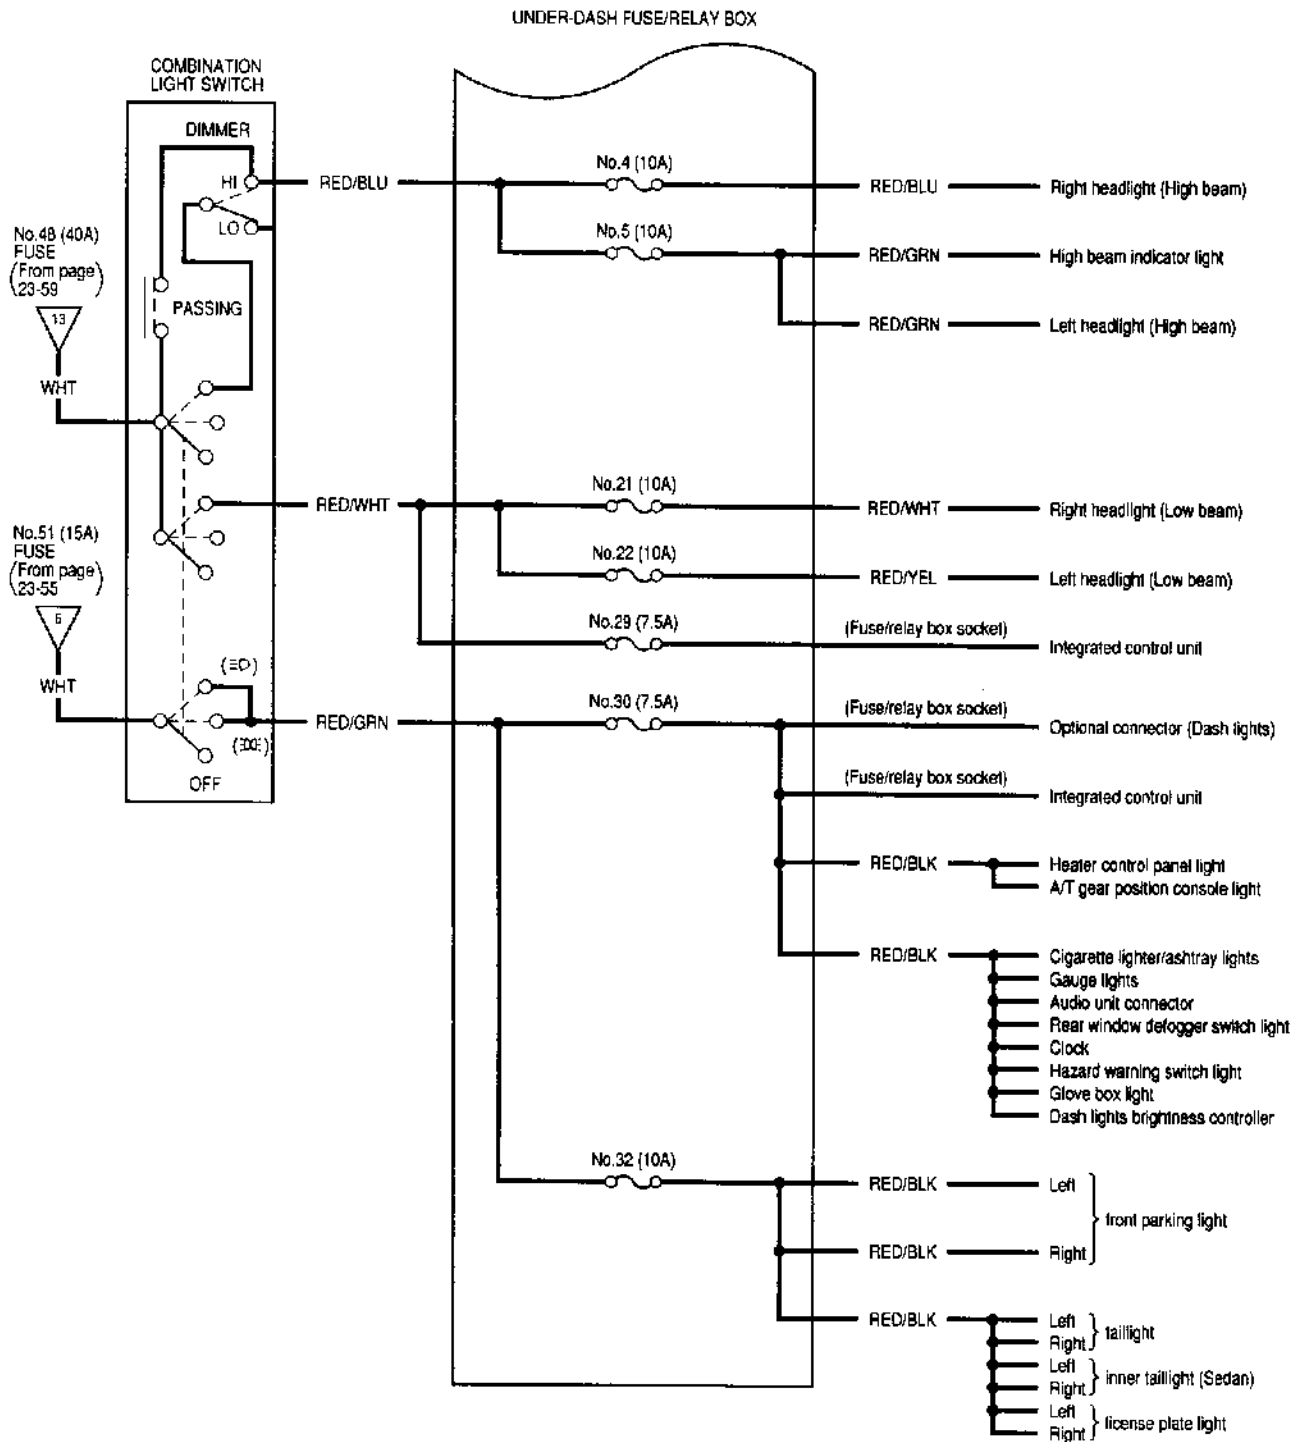 UNDER-DASH FUSE/RELAY BOX
COMBINATION
LIGHT SWITCH
DIMMER
HI
LO
PASSING
No.48 (40A)
FUSE
(From page)
23-59
13
WHT
No.51 (15A)
FUSE
(From page)
23-55
6
WHT
OFF
RED/BLU
No.4 (10A)
RED/BLU
Right headlight (High beam)
No.5 (10A)
RED/GRN
High beam indicator light
RED/GRN
Left headlight (High beam)
RED/WHT
No.21 (10A)
RED/WHT
Right headlight (Low beam)
No.22 (10A)
RED/YEL
Left headlight (Low beam)
No.29 (7.5A)
(Fuse/relay box socket)
Integrated control unit
RED/GRN
No.30 (7.5A)
(Fuse/relay box socket)
Optional connector (Dash lights)
(Fuse/relay box socket)
Integrated control unit
RED/BLK
Heater control panel light
A/T gear position console light
RED/BLK
Cigarette lighter/ashtray lights
Gauge lights
Audio unit connector
Rear window defogger switch light
Clock
Hazard warning switch light
Glove box light
Dash lights brightness controller
No.32 (10A)
RED/BLK
Left
front parking light
RED/BLK
Right
RED/BLK
Left
Right
taillight
Left
Right
inner taillight (Sedan)
Left
Right
license plate light